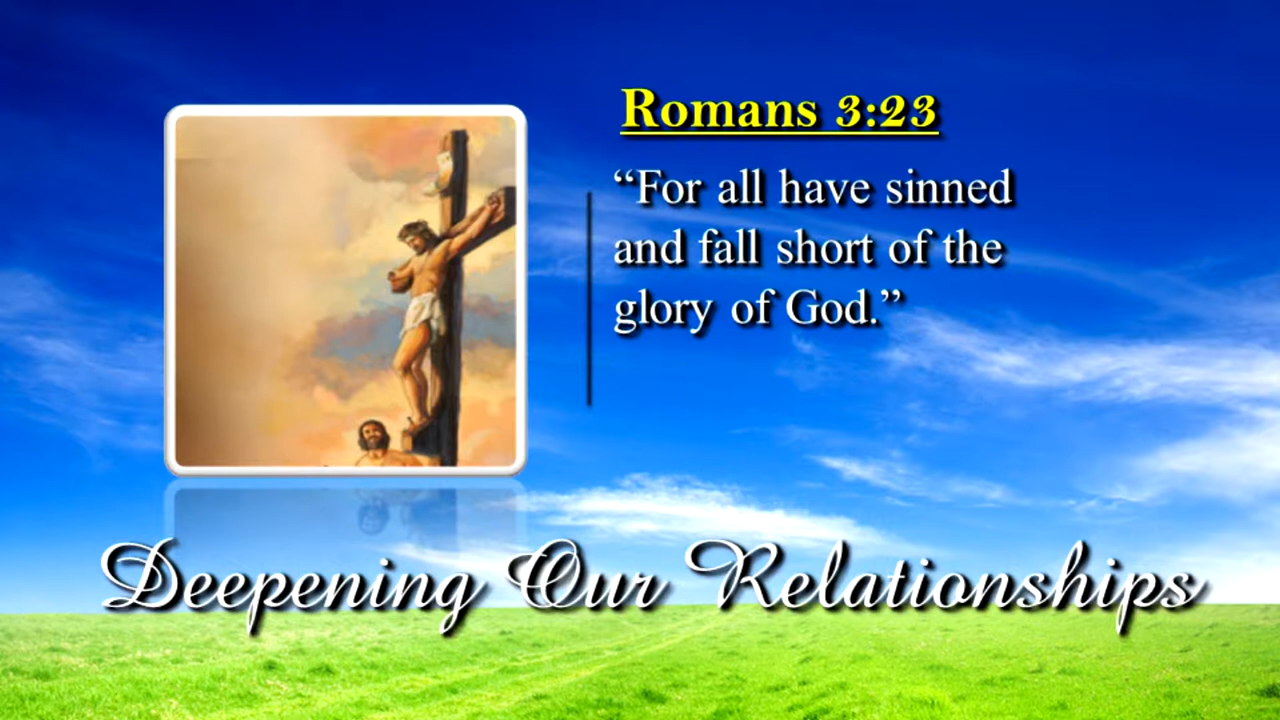 Romans 3:23
“For all have sinned
and fall short of the
glory of God.”
Deepening Our Relationships